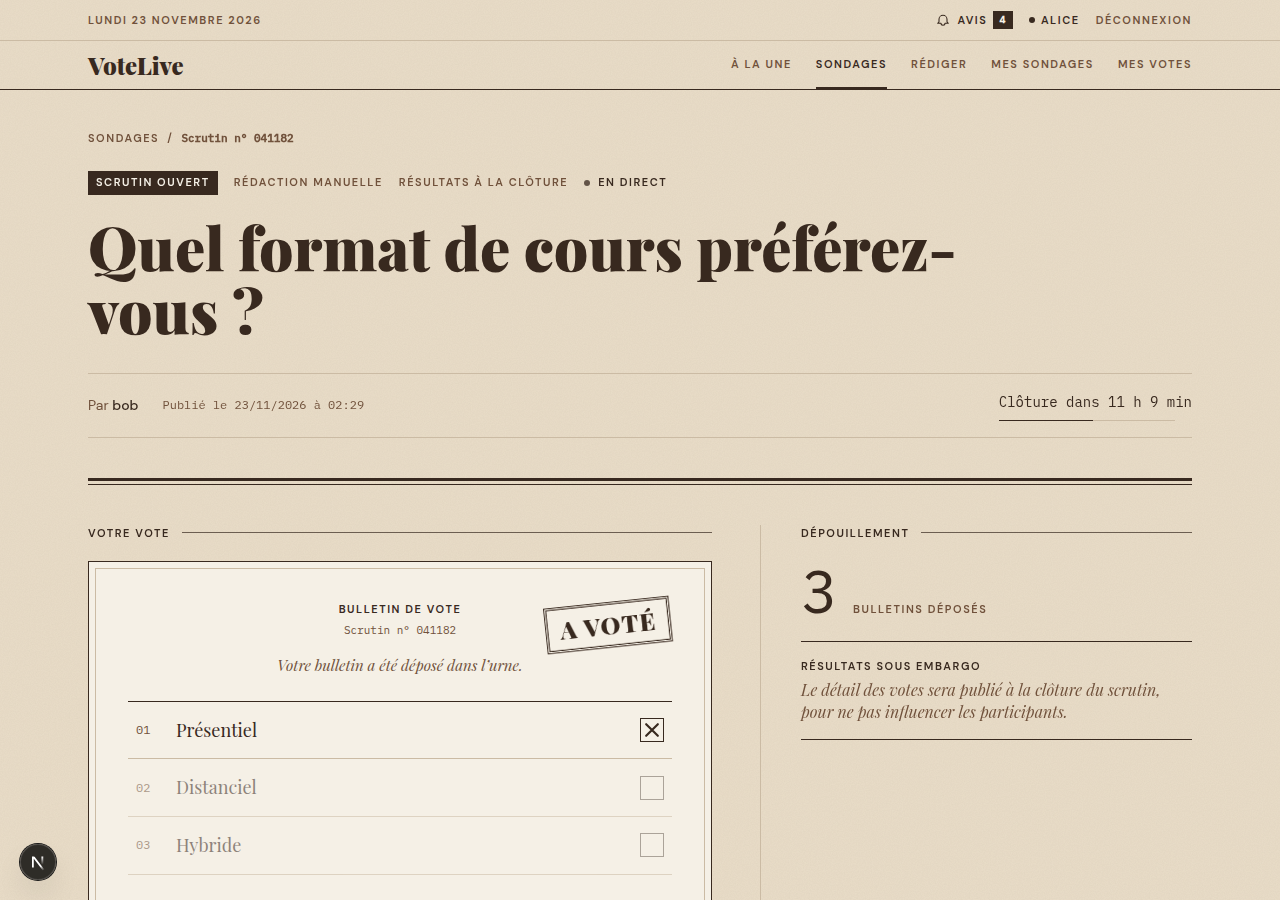 LUNDI 23 NOVEMBRE 2026
AVIS 4 ALICE DÉCONNEXION
VoteLive
À LA UNE SONDAGES RÉDIGER MES SONDAGES MES VOTES
SONDAGES / Scrutin n° 041182
SCRUTIN OUVERT RÉDACTION MANUELLE RÉSULTATS À LA CLÔTURE EN DIRECT
Quel format de cours préférez-
vous ?
Par bob Publié le 23/11/2026 à 02:29
Clôture dans 11 h 9 min
VOTRE VOTE
BULLETIN DE VOTE
Scrutin n° 041182
A VOTÉ
Votre bulletin a été déposé dans l'urne.
01 Présentiel
02 Distanciel
03 Hybride
DÉPOUILLEMENT
3 BULLETINS DÉPOSÉS
RÉSULTATS SOUS EMBARGO
Le détail des votes sera publié à la clôture du scrutin,
pour ne pas influencer les participants.
N